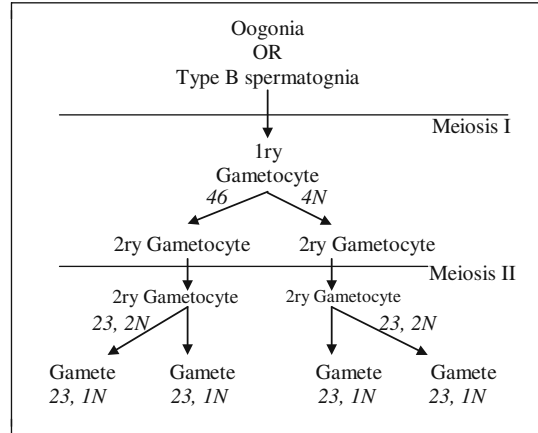 Oogonia
OR
Type B spermatognia
Meiosis I
1ry
Gametocyte
46 4N
2ry Gametocyte 2ry Gametocyte
Meiosis II
2ry Gametocyte 2ry Gametocyte
23, 2N 23, 2N
Gamete Gamete Gamete Gamete
23, 1N 23, 1N 23, 1N 23, 1N